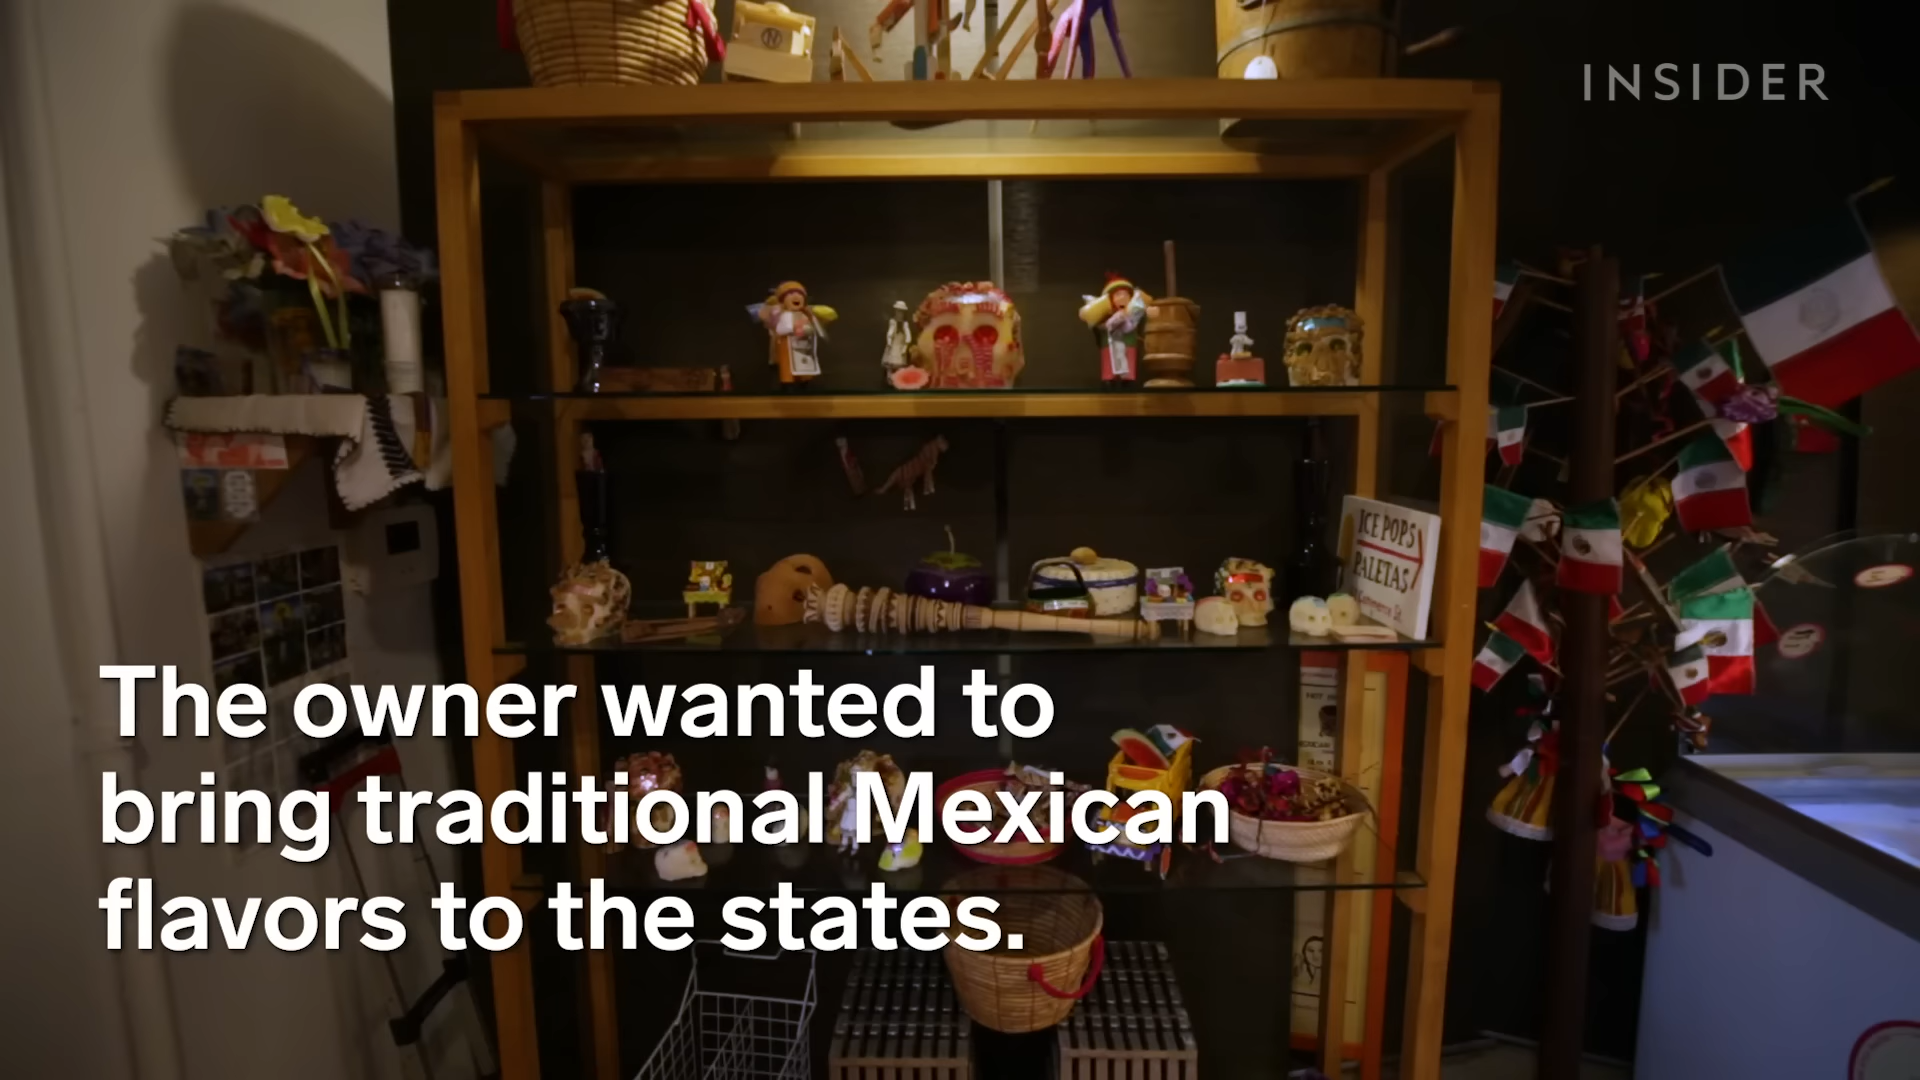 INSIDER
ICE POPS
PALETAS
The owner wanted to
bring traditional Mexican
flavors to the states.